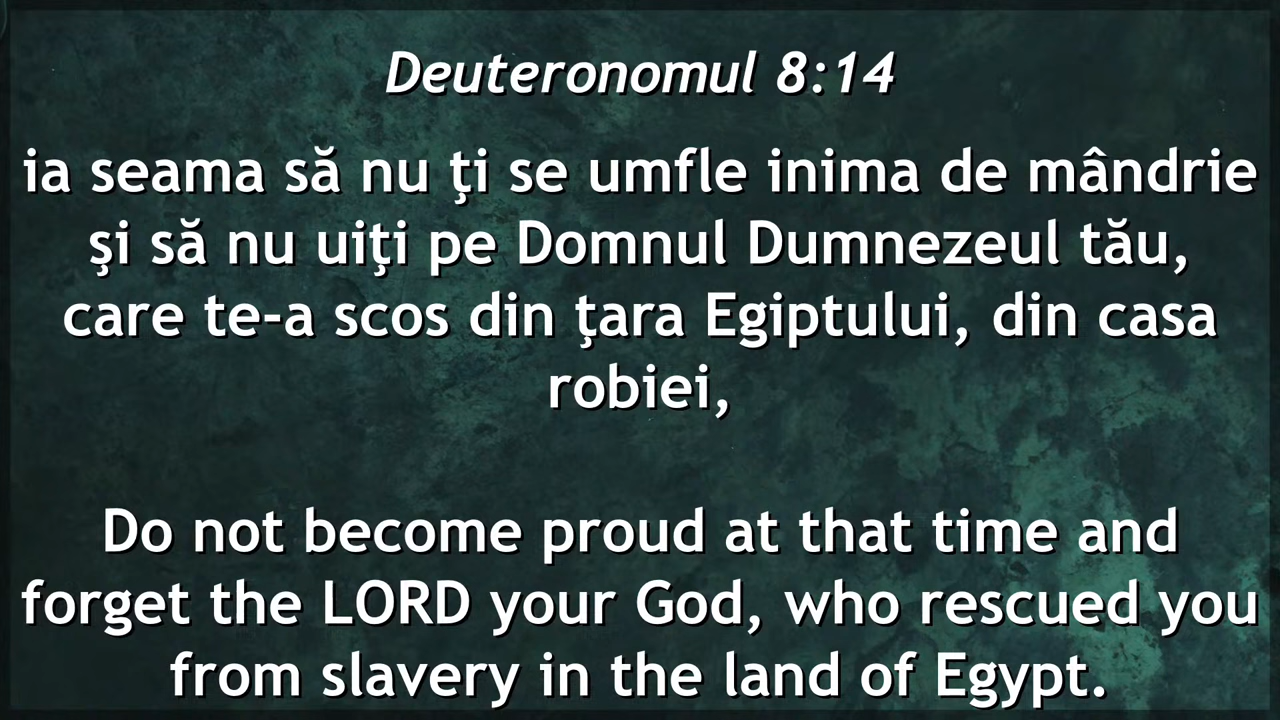 Deuteronomul 8:14
ia seama să nu ţi se umfle inima de mândrie
şi să nu uiţi pe Domnul Dumnezeul tău,
care te-a scos din ţara Egiptului, din casa
robiei,
Do not become proud at that time and
forget the LORD your God, who rescued you
from slavery in the land of Egypt.